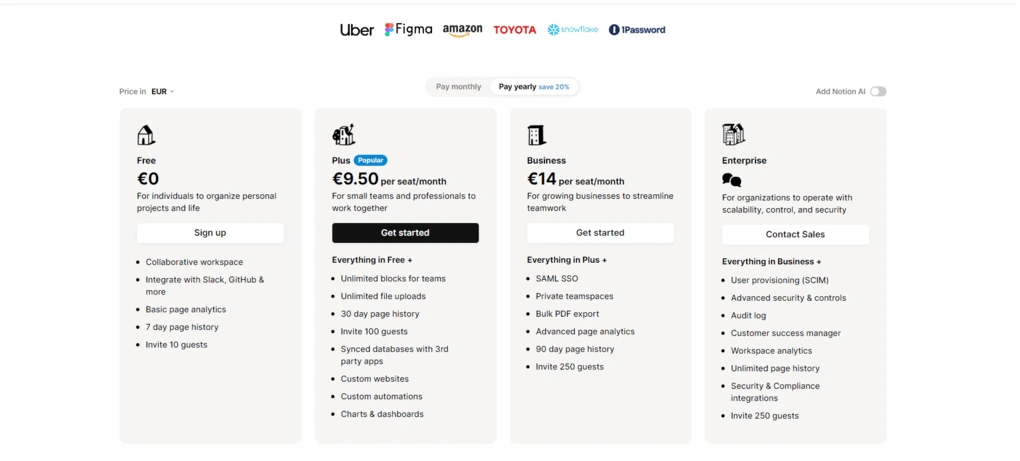 Uber Figma amazon TOYOTA snowflake 1Password
Price in EUR
Pay monthly Pay yearly save 20%
Add Notion AI
Free
€0
For individuals to organize personal
projects and life
Sign up
Collaborative workspace
Integrate with Slack, GitHub &
more
Basic page analytics
7 day page history
Invite 10 guests
Plus Popular
€9.50 per seat/month
For small teams and professionals to
work together
Get started
Everything in Free +
Unlimited blocks for teams
Unlimited file uploads
30 day page history
Invite 100 guests
Synced databases with 3rd
party apps
Custom websites
Custom automations
Charts & dashboards
Business
€14 per seat/month
For growing businesses to streamline
teamwork
Get started
Everything in Plus +
SAML SSO
Private teamspaces
Bulk PDF export
Advanced page analytics
90 day page history
Invite 250 guests
Enterprise
For organizations to operate with
scalability, control, and security
Contact Sales
Everything in Business +
User provisioning (SCIM)
Advanced security & controls
Audit log
Customer success manager
Workspace analytics
Unlimited page history
Security & Compliance
integrations
Invite 250 guests